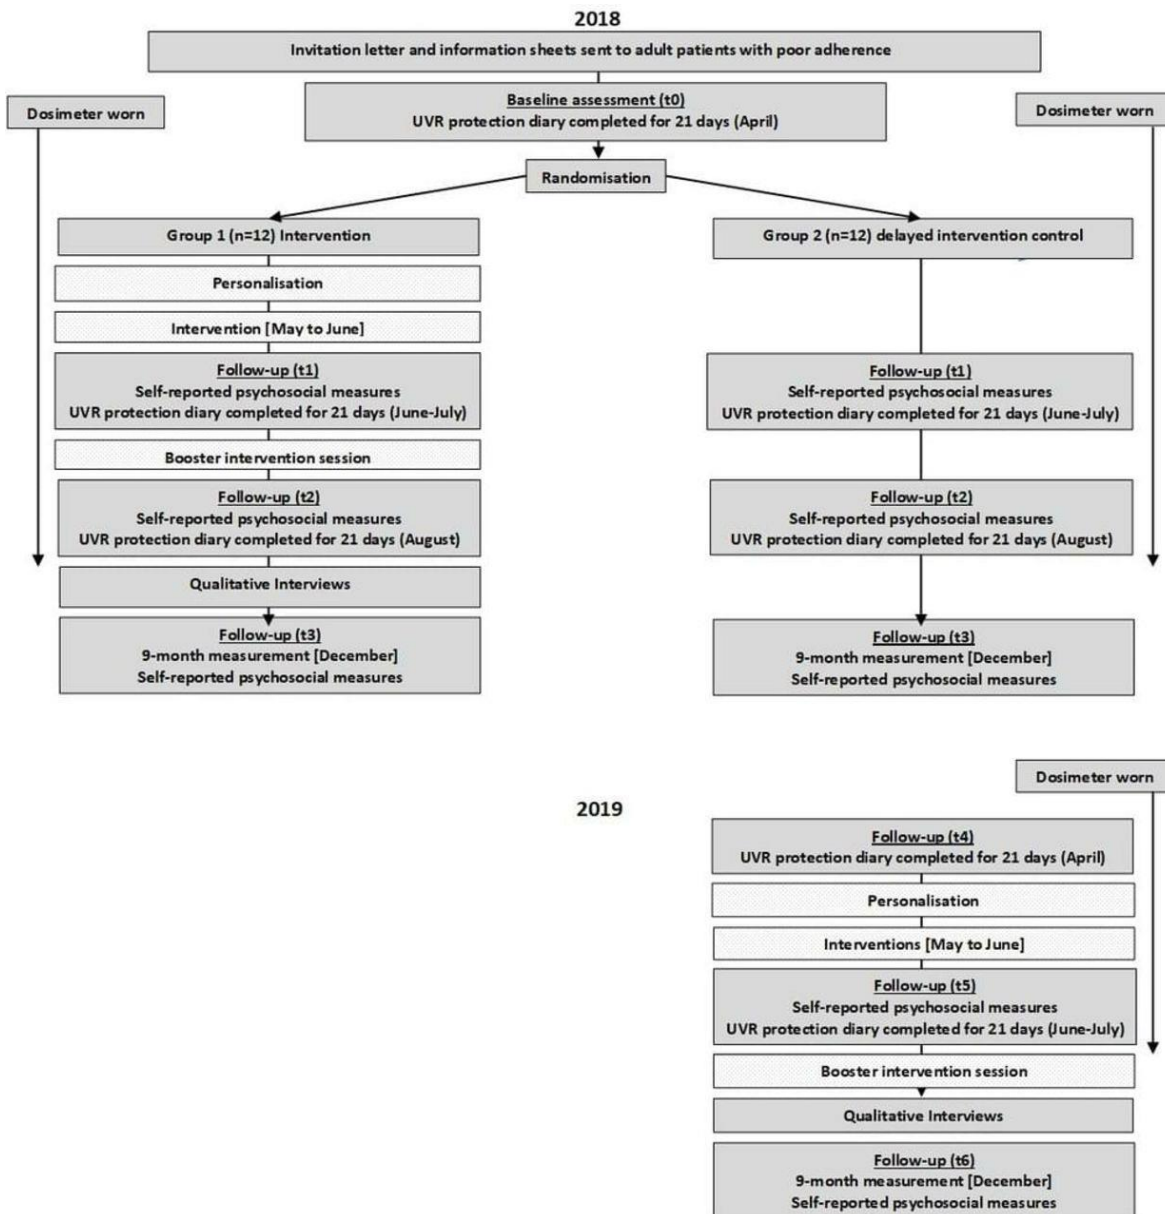 2018
Invitation letter and information sheets sent to adult patients with poor adherence
Baseline assessment (t0)
UVR protection diary completed for 21 days (April)
Dosimeter worn
Dosimeter worn
Randomisation
Group 1 (n=12) Intervention
Personalisation
Intervention [May to June]
Follow-up (t1)
Self-reported psychosocial measures
UVR protection diary completed for 21 days (June-July)
Booster intervention session
Follow-up (t2)
Self-reported psychosocial measures
UVR protection diary completed for 21 days (August)
Qualitative Interviews
Follow-up (t3)
9-month measurement [December]
Self-reported psychosocial measures
Group 2 (n=12) delayed intervention control
Follow-up (t1)
Self-reported psychosocial measures
UVR protection diary completed for 21 days (June-July)
Follow-up (t2)
Self-reported psychosocial measures
UVR protection diary completed for 21 days (August)
Follow-up (t3)
9-month measurement [December]
Self-reported psychosocial measures
2019
Dosimeter worn
Follow-up (t4)
UVR protection diary completed for 21 days (April)
Personalisation
Interventions [May to June]
Follow-up (t5)
Self-reported psychosocial measures
UVR protection diary completed for 21 days (June-July)
Booster intervention session
Qualitative Interviews
Follow-up (t6)
9-month measurement [December]
Self-reported psychosocial measures